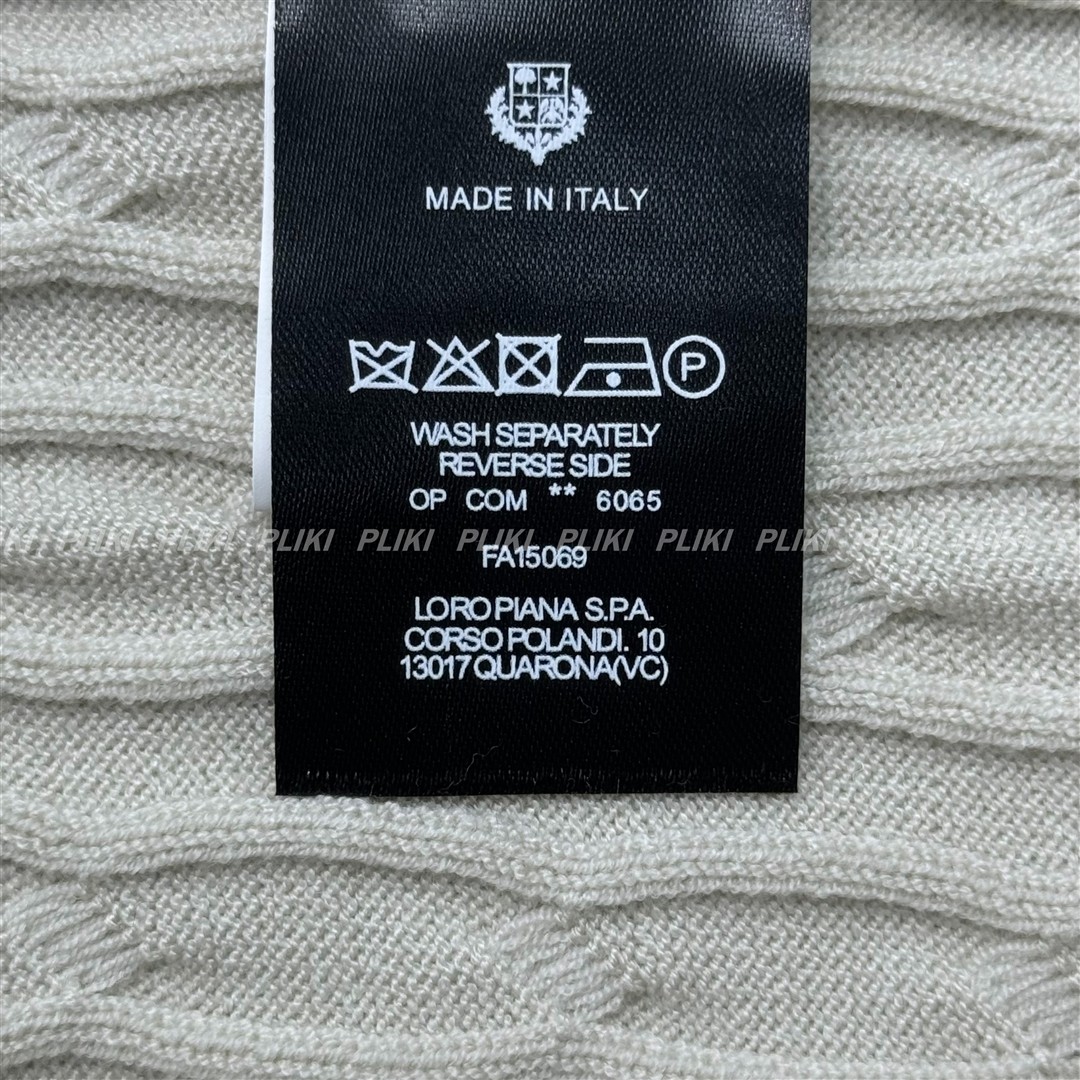 MADE IN ITALY
P
WASH SEPARATELY
REVERSE SIDE
OP COM ** 6065
PLIKI PLIKI PLIKI PLIKI PLIKI PLIKI
FA15069
LORO PIANA S.P.A.
CORSO POLANDI. 10
13017 QUARONA(VC)